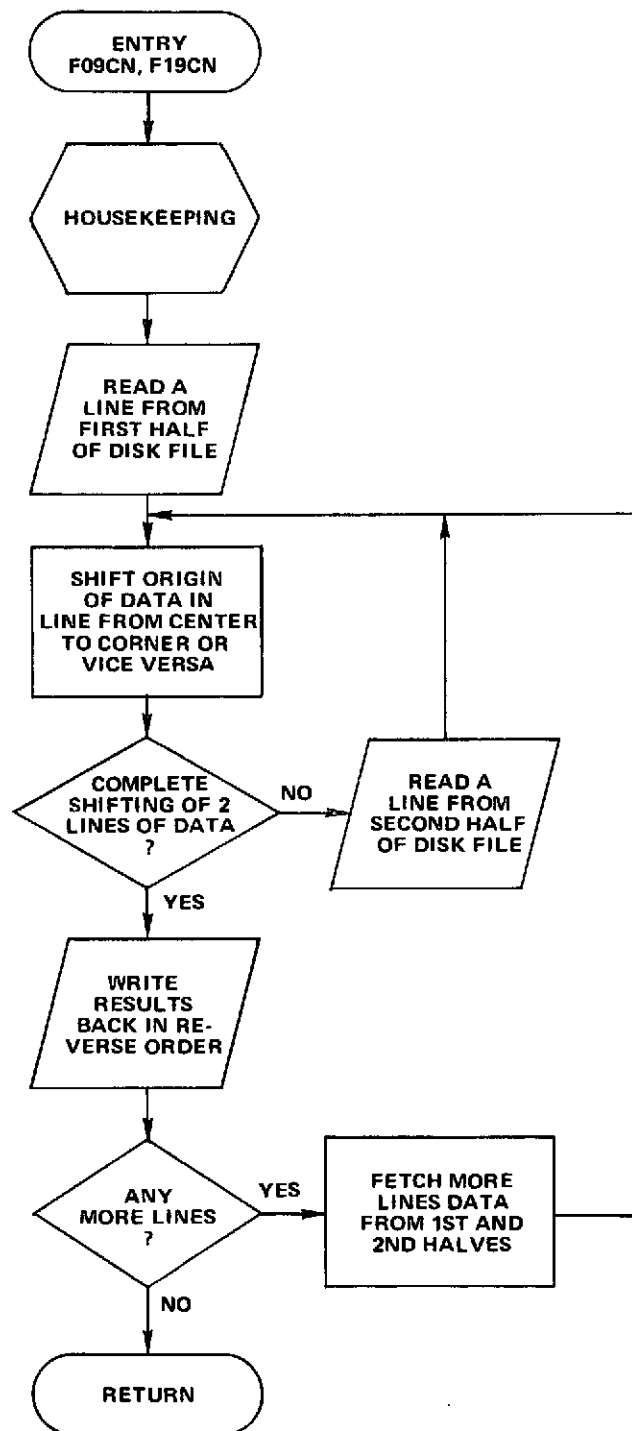 ENTRY
F09CN, F19CN
HOUSEKEEPING
READ A
LINE FROM
FIRST HALF
OF DISK FILE
SHIFT ORIGIN
OF DATA IN
LINE FROM CENTER
TO CORNER OR
VICE VERSA
COMPLETE
SHIFTING OF 2
LINES OF DATA
?
NO
READ A
LINE FROM
SECOND HALF
OF DISK FILE
YES
WRITE
RESULTS
BACK IN RE-
VERSE ORDER
ANY
MORE LINES
?
YES
FETCH MORE
LINES DATA
FROM 1ST AND
2ND HALVES
NO
RETURN